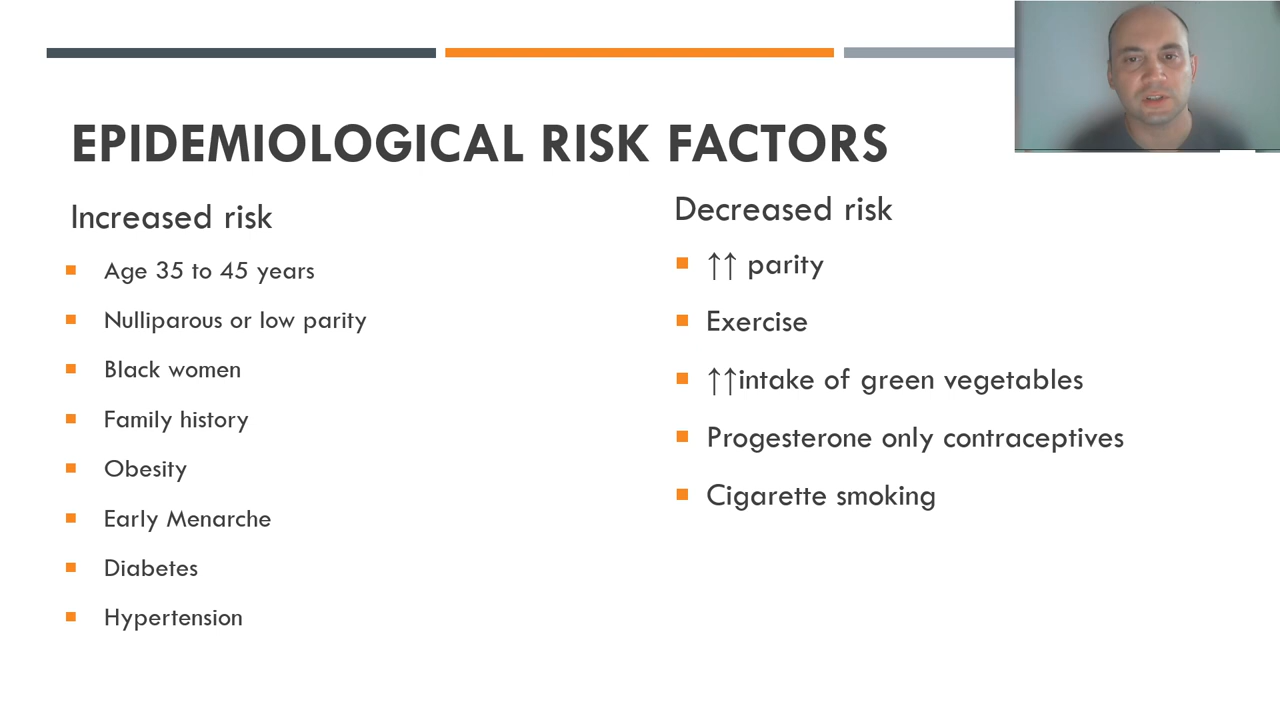 EPIDEMIOLOGICAL RISK FACTORS
Increased risk
Age 35 to 45 years
Nulliparous or low parity
Black women
Family history
Obesity
Early Menarche
Diabetes
Hypertension
Decreased risk
↑↑ parity
Exercise
↑↑intake of green vegetables
Progesterone only contraceptives
Cigarette smoking